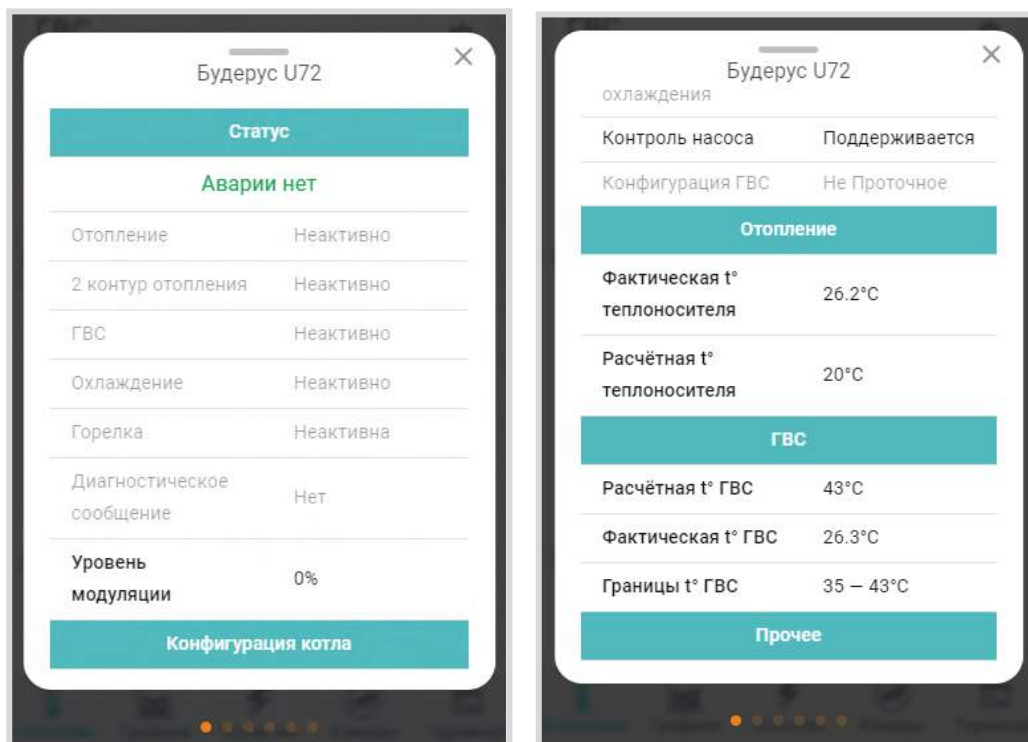 Будерус U72
Статус
Аварии нет
Отопление Неактивно
2 контур отопления Неактивно
ГВС Неактивно
Охлаждение Неактивно
Горелка Неактивна
Диагностическое
сообщение Нет
Уровень
модуляции 0%
Конфигурация котла
Будерус U72
охлаждения
Контроль насоса Поддерживается
Конфигурация ГВС Не Проточное
Отопление
Фактическая t°
теплоносителя 26.2°C
Расчётная t°
теплоносителя 20°C
ГВС
Расчётная t° ГВС 43°C
Фактическая t° ГВС 26.3°C
Границы t° ГВС 35 — 43°C
Прочее